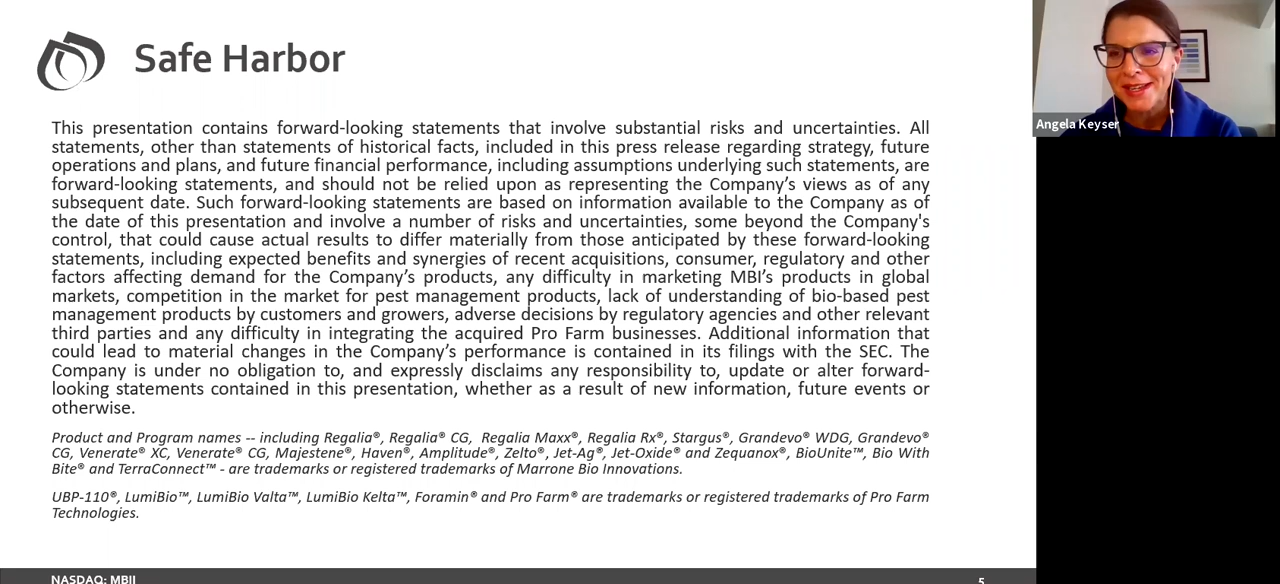 Safe Harbor
This presentation contains forward-looking statements that involve substantial risks and uncertainties. All
statements, other than statements of historical facts, included in this press release regarding strategy, future
operations and plans, and future financial performance, including assumptions underlying such statements, are
forward-looking statements, and should not be relied upon as representing the Company’s views as of any
subsequent date. Such forward-looking statements are based on information available to the Company as of
the date of this presentation and involve a number of risks and uncertainties, some beyond the Company's
control, that could cause actual results to differ materially from those anticipated by these forward-looking
statements, including expected benefits and synergies of recent acquisitions, consumer, regulatory and other
factors affecting demand for the Company’s products, any difficulty in marketing MBI’s products in global
markets, competition in the market for pest management products, lack of understanding of bio-based pest
management products by customers and growers, adverse decisions by regulatory agencies and other relevant
third parties and any difficulty in integrating the acquired Pro Farm businesses. Additional information that
could lead to material changes in the Company’s performance is contained in its filings with the SEC. The
Company is under no obligation to, and expressly disclaims any responsibility to, update or alter forward-
looking statements contained in this presentation, whether as a result of new information, future events or
otherwise.
Product and Program names -- including Regalia®, Regalia® CG, Regalia Maxx®, Regalia Rx®, Stargus®, Grandevo® WDG, Grandevo®
CG, Venerate® XC, Venerate® CG, Majestene®, Haven®, Amplitude®, Zelto®, Jet-Ag®, Jet-Oxide® and Zequanox®, BioUnite™, Bio With
Bite® and TerraConnect™ - are trademarks or registered trademarks of Marrone Bio Innovations.
UBP-110®, LumiBio™, LumiBio Valta™, LumiBio Kelta™, Foramin® and Pro Farm® are trademarks or registered trademarks of Pro Farm
Technologies.
NASDAQ: MBII
5
Angela Keyser